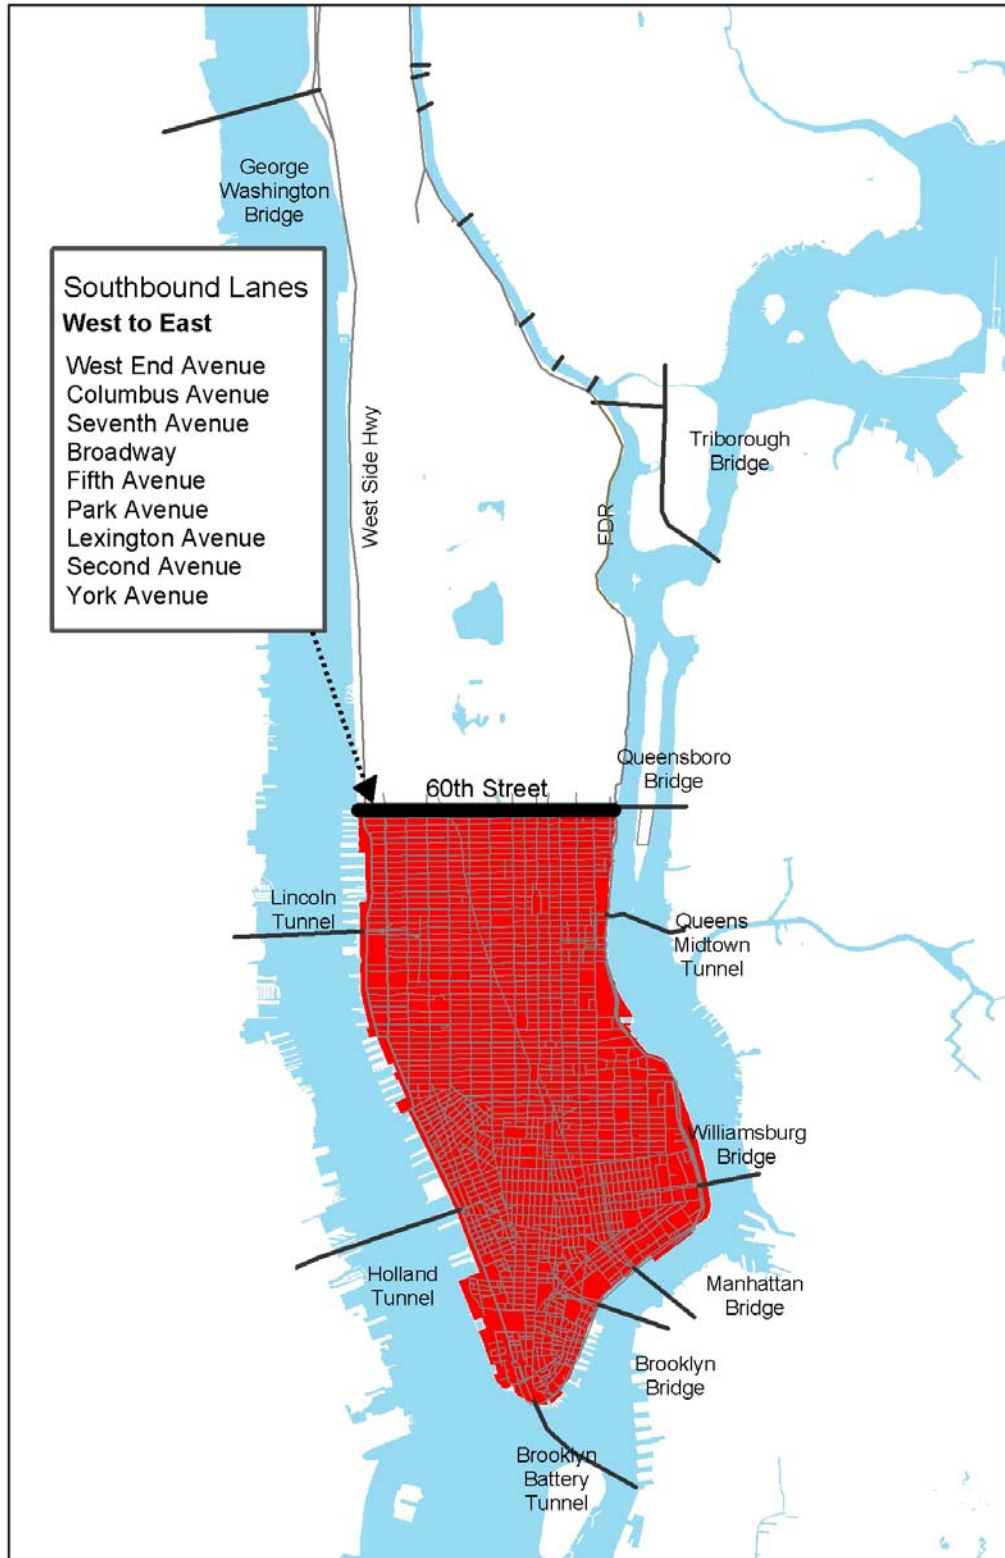 George
Washington
Bridge
Southbound Lanes
West to East
West End Avenue
Columbus Avenue
Seventh Avenue
Broadway
Fifth Avenue
Park Avenue
Lexington Avenue
Second Avenue
York Avenue
West Side Hwy
FDR
Triborough
Bridge
Queensboro
Bridge
60th Street
Lincoln
Tunnel
Queens
Midtown
Tunnel
Williamsburg
Bridge
Holland
Tunnel
Manhattan
Bridge
Brooklyn
Bridge
Brooklyn
Battery
Tunnel